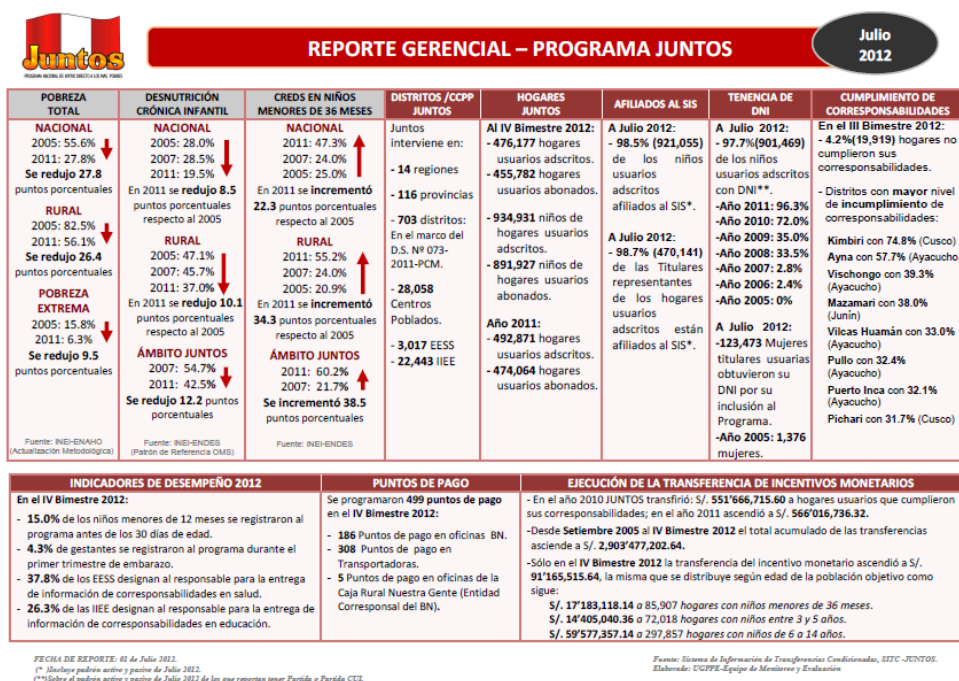 Juntos
PROGRAMA NACIONAL DE APOYO DIRECTO A LOS MÁS POBRES
REPORTE GERENCIAL – PROGRAMA JUNTOS
Julio
2012
POBREZA
TOTAL
NACIONAL
2005: 55.6%
2011: 27.8%
Se redujo 27.8
puntos porcentuales
RURAL
2005: 82.5%
2011: 56.1%
Se redujo 26.4
puntos porcentuales
POBREZA
EXTREMA
2005: 15.8%
2011: 6.3%
Se redujo 9.5
puntos porcentuales
Fuente: INEI-ENAHO
(Actualización Metodológica)
DESNUTRICIÓN
CRÓNICA INFANTIL
NACIONAL
2005: 28.0%
2007: 28.5%
2011: 19.5%
En 2011 se redujo 8.5
puntos porcentuales
respecto al 2005
RURAL
2005: 47.1%
2007: 45.7%
2011: 37.0%
En 2011 se redujo 10.1
puntos porcentuales
respecto al 2005
ÁMBITO JUNTOS
2007: 54.7%
2011: 42.5%
Se redujo 12.2 puntos
porcentuales
Fuente: INEI-ENDES
(Patrón de Referencia OMS)
CREDS EN NIÑOS
MENORES DE 36 MESES
NACIONAL
2011: 47.3%
2007: 24.0%
2005: 25.0%
En 2011 se incrementó
22.3 puntos porcentuales
respecto al 2005
RURAL
2011: 55.2%
2007: 24.0%
2005: 20.9%
En 2011 se incrementó
34.3 puntos porcentuales
respecto al 2005
ÁMBITO JUNTOS
2011: 60.2%
2007: 21.7%
Se incrementó 38.5
puntos porcentuales
Fuente: INEI-ENDES
DISTRITOS /CCPP
JUNTOS
Juntos
interviene en:
- 14 regiones
- 116 provincias
- 703 distritos:
En el marco del
D.S. Nº 073-
2011-PCM.
- 28,058
Centros
Poblados.
- 3,017 EESS
- 22,443 IIEE
HOGARES
JUNTOS
Al IV Bimestre 2012:
- 476,177 hogares
usuarios adscritos.
- 455,782 hogares
usuarios abonados.
- 934,931 niños de
hogares usuarios
adscritos.
- 891,927 niños de
hogares usuarios
abonados.
Año 2011:
- 492,871 hogares
usuarios adscritos.
- 474,064 hogares
usuarios abonados.
AFILIADOS AL SIS
A Julio 2012:
- 98.5% (921,055)
de los niños
usuarios
adscritos
afiliados al SIS*.
A Julio 2012:
- 98.7% (470,141)
de las Titulares
representantes
de los hogares
usuarios
adscritos están
afiliados al SIS*.
TENENCIA DE
DNI
A Julio 2012:
- 97.7%(901,469)
de los niños
usuarios adscritos
con DNI**.
-Año 2011: 96.3%
-Año 2010: 72.0%
-Año 2009: 35.0%
-Año 2008: 33.5%
-Año 2007: 2.8%
-Año 2006: 2.4%
-Año 2005: 0%
A Julio 2012:
-123,473 Mujeres
titulares usuarias
obtuvieron su
DNI por su
inclusión al
Programa.
-Año 2005: 1,376
mujeres.
CUMPLIMIENTO DE
CORRESPONSABILIDADES
En el III Bimestre 2012:
- 4.2%(19,919) hogares no
cumplieron sus
corresponsabilidades.
- Distritos con mayor nivel
de incumplimiento de
corresponsabilidades:
Kimbiri con 74.8% (Cusco)
Ayna con 57.7% (Ayacucho)
Vischongo con 39.3%
(Ayacucho)
Mazamari con 38.0%
(Junín)
Vilcas Huamán con 33.0%
(Ayacucho)
Pullo con 32.4%
(Ayacucho)
Puerto Inca con 32.1%
(Ayacucho)
Pichari con 31.7% (Cusco)
INDICADORES DE DESEMPEÑO 2012
En el IV Bimestre 2012:
- 15.0% de los niños menores de 12 meses se registraron al
programa antes de los 30 días de edad.
- 4.3% de gestantes se registraron al programa durante el
primer trimestre de embarazo.
- 37.8% de los EESS designan al responsable para la entrega
de información de corresponsabilidades en salud.
- 26.3% de las IIEE designan al responsable para la entrega de
información de corresponsabilidades en educación.
PUNTOS DE PAGO
Se programaron 499 puntos de pago
en el IV Bimestre 2012:
- 186 Puntos de pago en oficinas BN.
- 308 Puntos de pago en
Transportadoras.
- 5 Puntos de pago en oficinas de la
Caja Rural Nuestra Gente (Entidad
Corresponsal del BN).
EJECUCIÓN DE LA TRANSFERENCIA DE INCENTIVOS MONETARIOS
- En el año 2010 JUNTOS transfirió: S/. 551'666,715.60 a hogares usuarios que cumplieron
sus corresponsabilidades; en el año 2011 ascendió a S/. 566'016,736.32.
-Desde Setiembre 2005 al IV Bimestre 2012 el total acumulado de las transferencias
asciende a S/. 2,903'477,202.64.
-Sólo en el IV Bimestre 2012 la transferencia del incentivo monetario ascendió a S/.
91'165,515.64, la misma que se distribuye según edad de la población objetivo como
sigue:
S/. 17'183,118.14 a 85,907 hogares con niños menores de 36 meses.
S/. 14'405,040.36 a 72,018 hogares con niños entre 3 y 5 años.
S/. 59'577,357.14 a 297,857 hogares con niños de 6 a 14 años.
FECHA DE REPORTE: 01 de Julio 2012.
(* )Incluye padrón activo y pasivo de Julio 2012.
(**)Sobre el padrón activo y pasivo de Julio 2012 de los que reportan tener Partida o Partida CUI.
Fuente: Sistema de Información de Transferencias Condicionadas, SITC -JUNTOS.
Elaborado: UGPPE-Equipo de Monitoreo y Evaluación